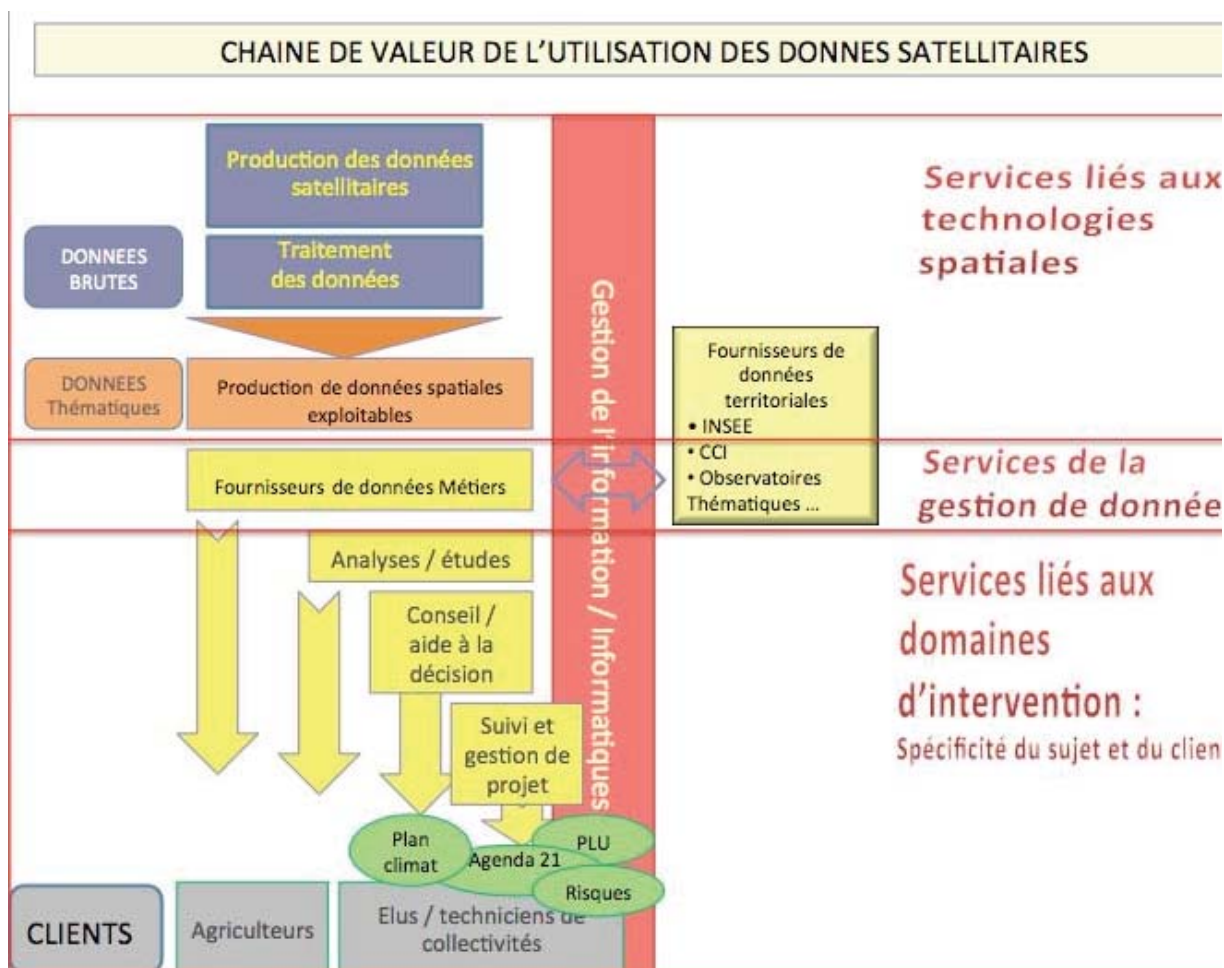 CHAINE DE VALEUR DE L’UTILISATION DES DONNES SATELLITAIRES
Production des données
satellitaires
DONNEES
BRUTES
Traitement
des données
Services liés aux
technologies
spatiales
DONNEES
Thématiques
Production de données spatiales
exploitables
Gestion de l’information / Informatiques
Fournisseurs de
données
territoriales
• INSEE
• CCI
• Observatoires
Thématiques ...
Fournisseurs de données Métiers
Services de la
gestion de donnée
Analyses / études
Conseil /
aide à la
décision
Suivi et
gestion de
projet
Services liés aux
domaines
d’intervention :
Spécificité du sujet et du clien
Plan
climat
Agenda 21
PLU
Risques
CLIENTS
Agriculteurs
Elus / techniciens de
collectivités